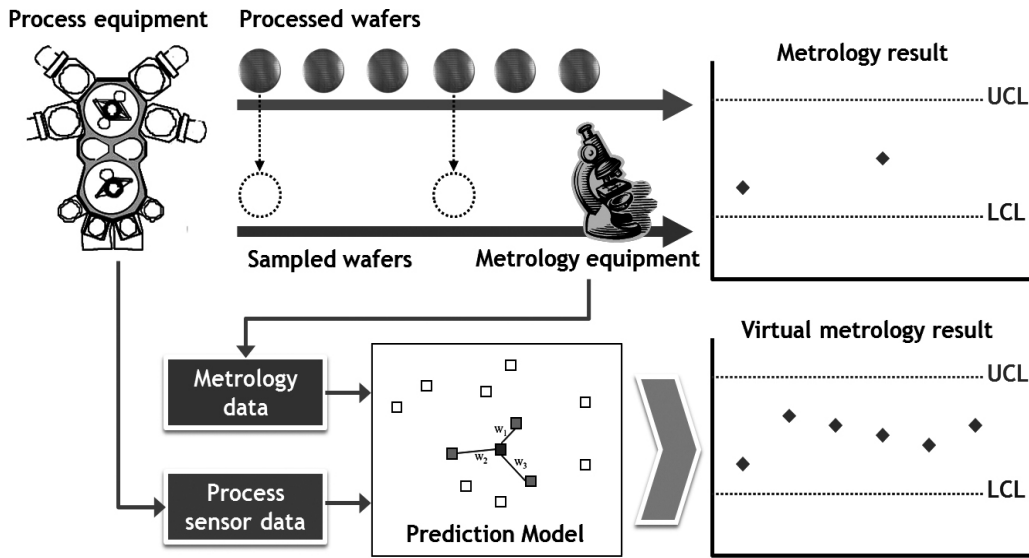 Process equipment
Processed wafers
Metrology result
UCL
LCL
Sampled wafers
Metrology equipment
Virtual metrology result
UCL
LCL
Metrology
data
Process
sensor data
w₁
w₂
w₃
Prediction Model